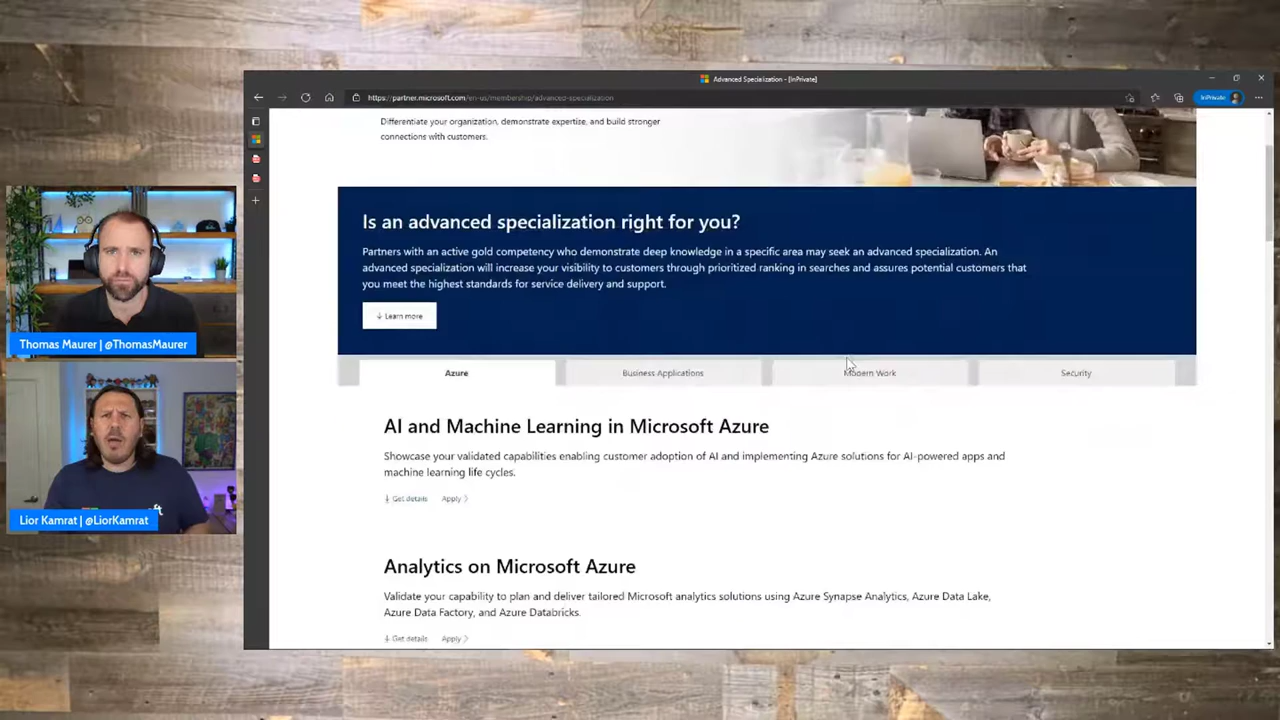 Advanced Specialization - [InPrivate]
https://partner.microsoft.com/en-us/membership/advanced-specialization
InPrivate
Differentiate your organization, demonstrate expertise, and build stronger
connections with customers.
Is an advanced specialization right for you?
Partners with an active gold competency who demonstrate deep knowledge in a specific area may seek an advanced specialization. An
advanced specialization will increase your visibility to customers through prioritized ranking in searches and assures potential customers that
you meet the highest standards for service delivery and support.
↓ Learn more
Azure
Business Applications
Modern Work
Security
AI and Machine Learning in Microsoft Azure
Showcase your validated capabilities enabling customer adoption of AI and implementing Azure solutions for AI-powered apps and
machine learning life cycles.
↓ Get details Apply >
Analytics on Microsoft Azure
Validate your capability to plan and deliver tailored Microsoft analytics solutions using Azure Synapse Analytics, Azure Data Lake,
Azure Data Factory, and Azure Databricks.
↓ Get details Apply >
Thomas Maurer | @ThomasMaurer
Lior Kamrat | @LiorKamrat